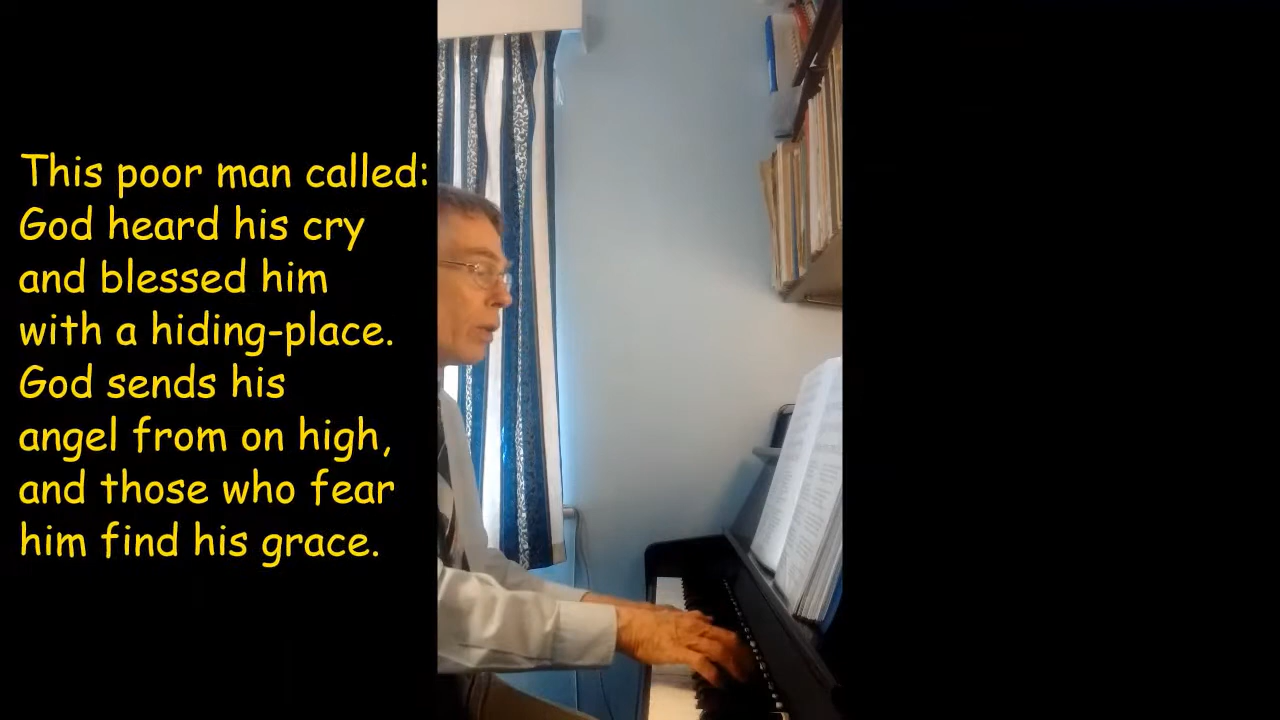 This poor man called:
God heard his cry
and blessed him
with a hiding-place.
God sends his
angel from on high,
and those who fear
him find his grace.